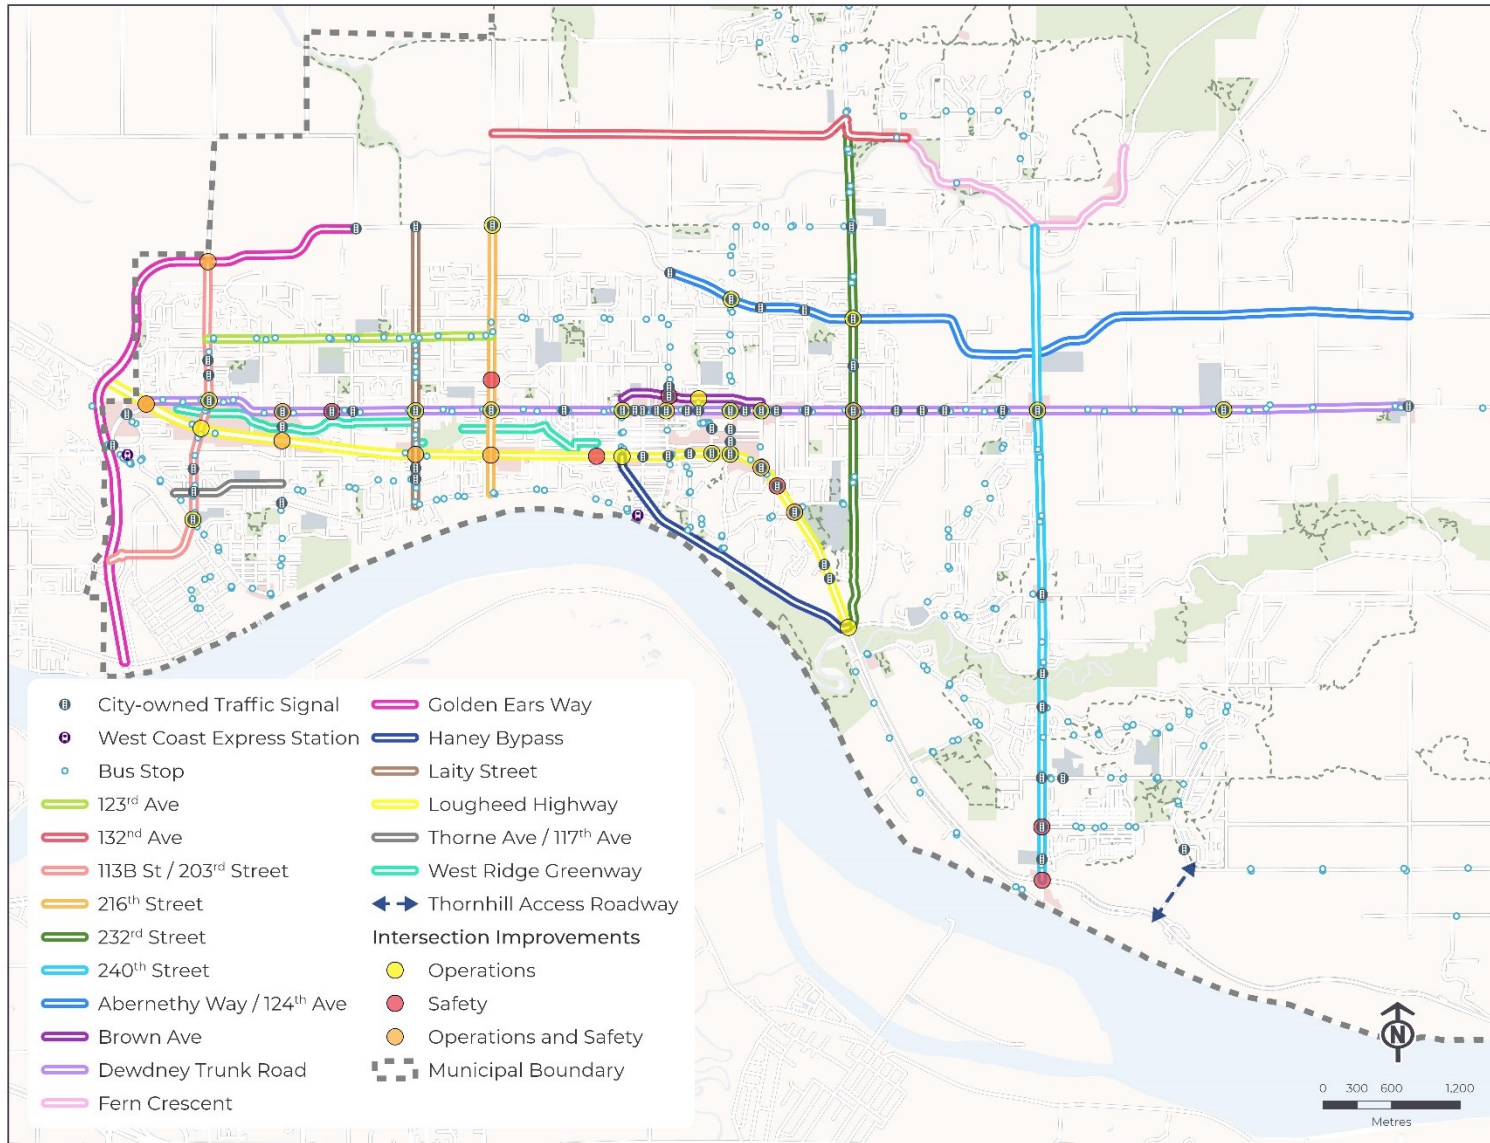 City-owned Traffic Signal
West Coast Express Station
Bus Stop
123rd Ave
132nd Ave
113B St / 203rd Street
216th Street
232rd Street
240th Street
Abernethy Way / 124th Ave
Brown Ave
Dewdney Trunk Road
Fern Crescent
Golden Ears Way
Haney Bypass
Laity Street
Lougheed Highway
Thorne Ave / 117th Ave
West Ridge Greenway
Thornhill Access Roadway
Intersection Improvements
Operations
Safety
Operations and Safety
Municipal Boundary
N
0 300 600 1,200
Metres